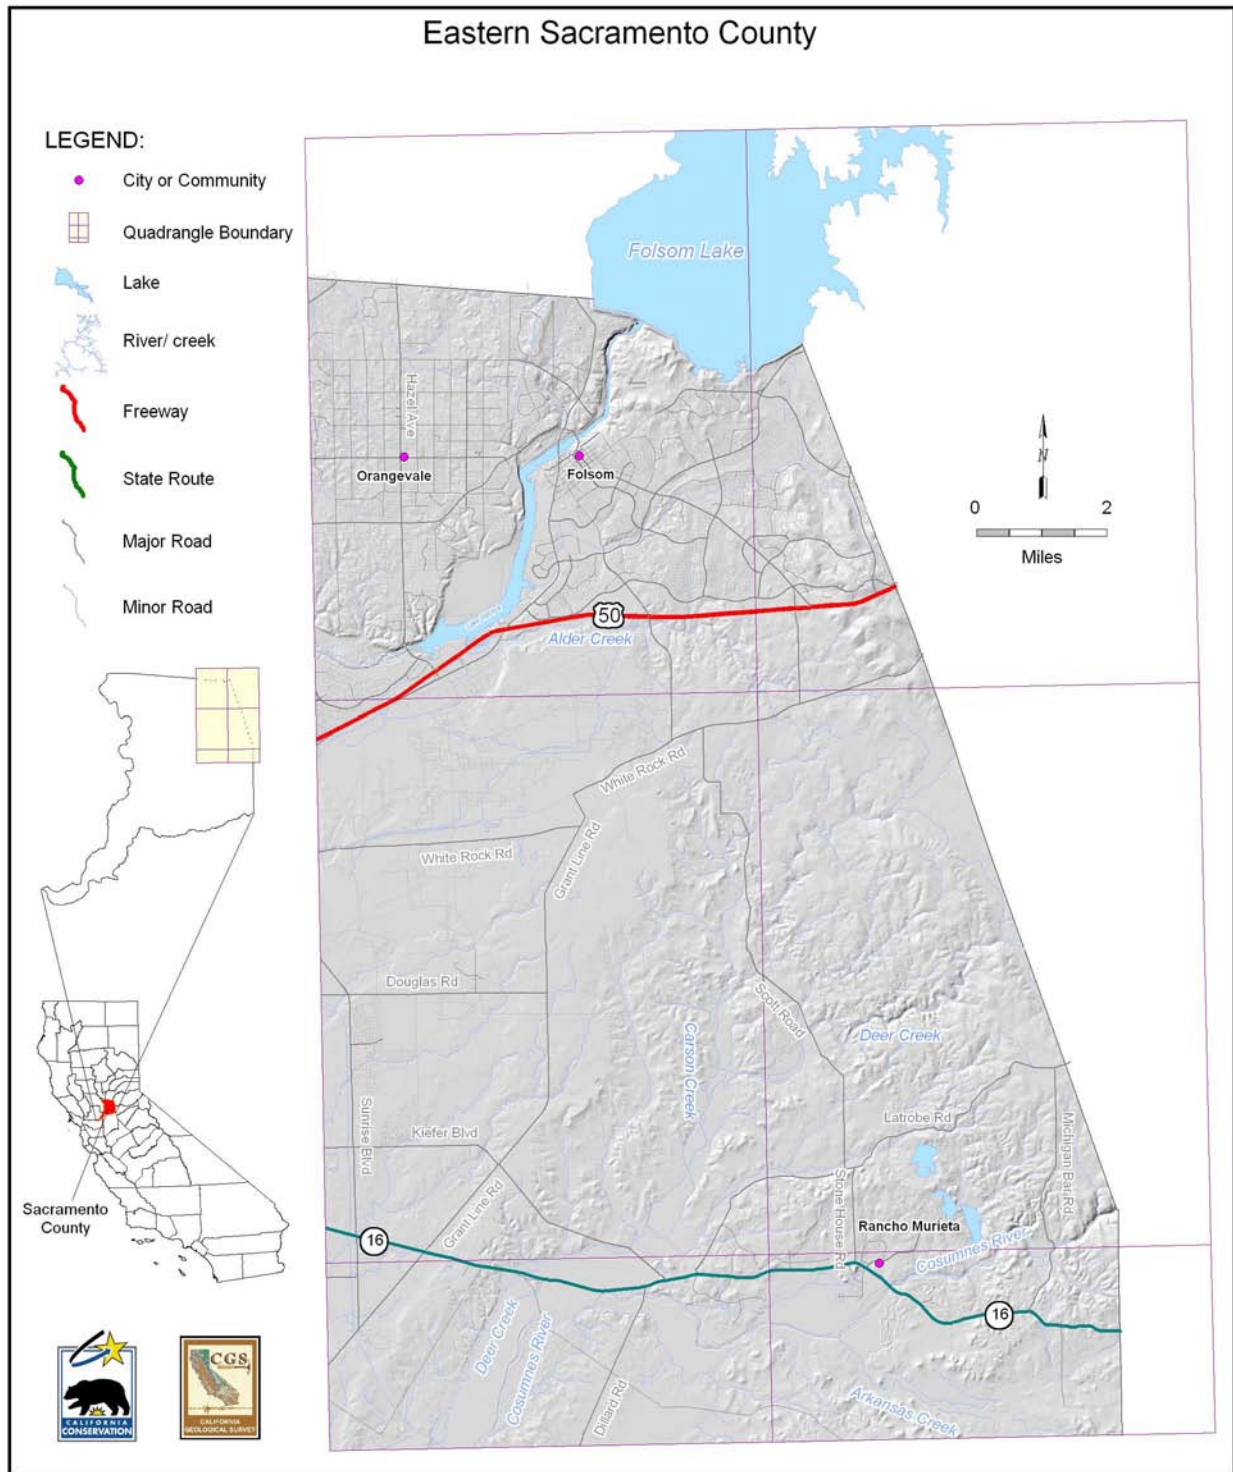 Eastern Sacramento County
LEGEND:
City or Community
Quadrangle Boundary
Lake
River/ creek
Freeway
State Route
Major Road
Minor Road
Folsom Lake
Hazel Ave
Orangevale
Folsom
N
0 2
Miles
50
Alder Creek
White Rock Rd
White Rock Rd
Grant Line Rd
Douglas Rd
Scott Road
Carson Creek
Deer Creek
Sunrise Blvd
Kiefer Blvd
Latrobe Rd
Michigan Bar Rd
Grant Line Rd
Stone House Rd
Rancho Murieta
Cosumnes River
16
16
Deer Creek
Cosumnes River
Dillard Rd
Arkansas Creek
Sacramento
County
CALIFORNIA
CONSERVATION
CGS
CALIFORNIA
GEOLOGICAL SURVEY